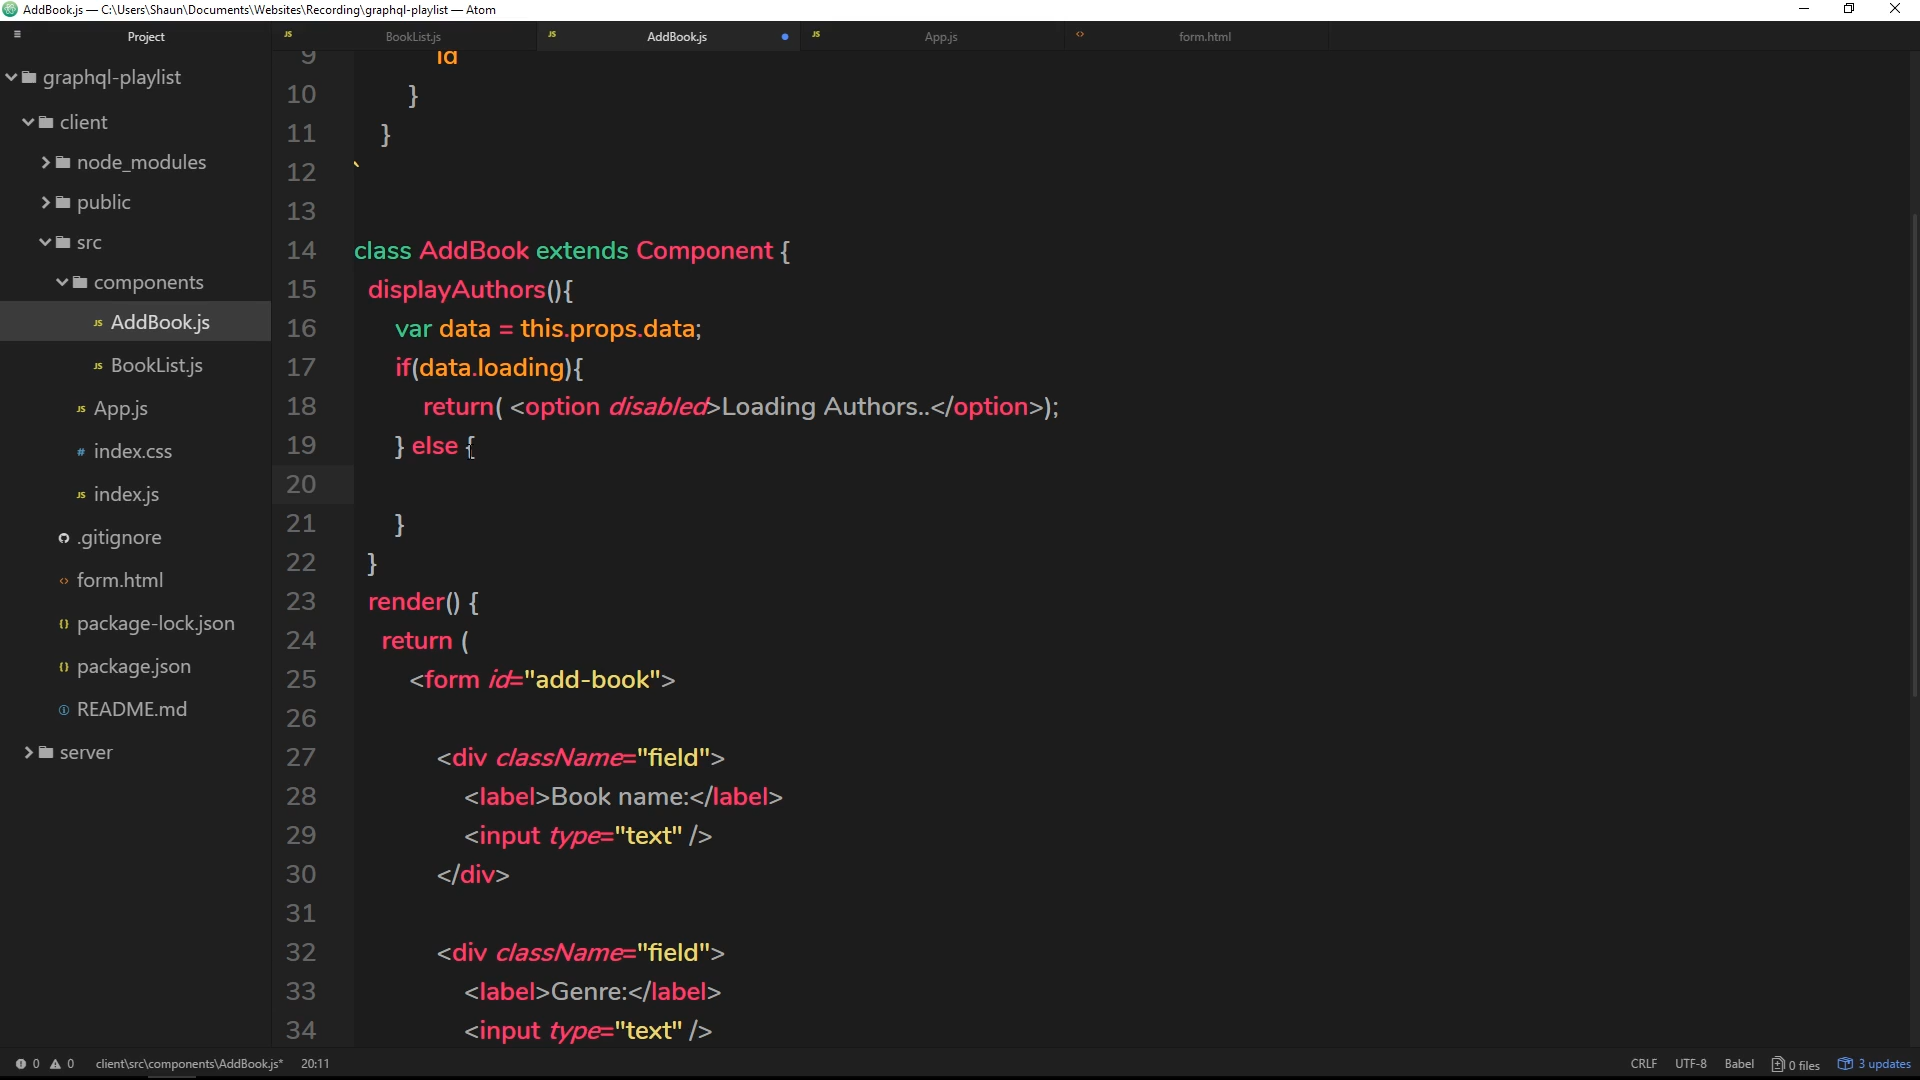 AddBook.js — C:\Users\Shaun\Documents\Websites\Recording\graphql-playlist — Atom
Project
BookList.js
AddBook.js
App.js
form.html
graphql-playlist
client
node_modules
public
src
components
AddBook.js
BookList.js
App.js
index.css
index.js
.gitignore
form.html
package-lock.json
package.json
README.md
server
9 id
10 }
11 }
12 `
13
14 class AddBook extends Component {
15 displayAuthors(){
16 var data = this.props.data;
17 if(data.loading){
18 return( <option disabled>Loading Authors..</option>);
19 } else {
20
21 }
22 }
23 render() {
24 return (
25 <form id="add-book">
26
27 <div className="field">
28 <label>Book name:</label>
29 <input type="text" />
30 </div>
31
32 <div className="field">
33 <label>Genre:</label>
34 <input type="text" />
0 0 client\src\components\AddBook.js* 20:11 CRLF UTF-8 Babel 0 files 3 updates